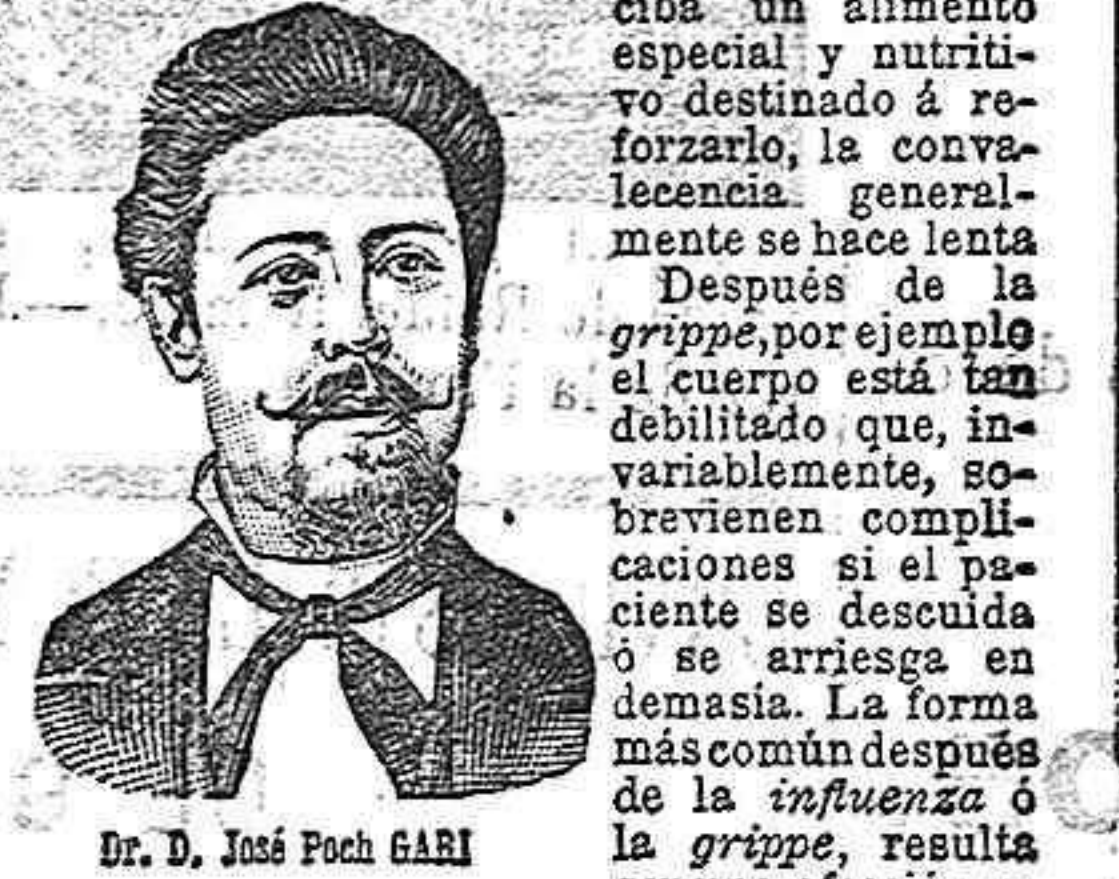 ciba un alimento
especial y nutriti-
vo destinado á re-
forzarlo, la conva-
lecencia general-
mente se hace lenta
Después de la
grippe, por ejemplo
el cuerpo está tan
debilitado que, in-
variablemente, so-
brevienen compli-
caciones si el pa-
ciente se descuida
ó se arriesga en
demasía. La forma
más común después
de la influenza ó
la grippe, resulta
Dr. D. José Poch GARI